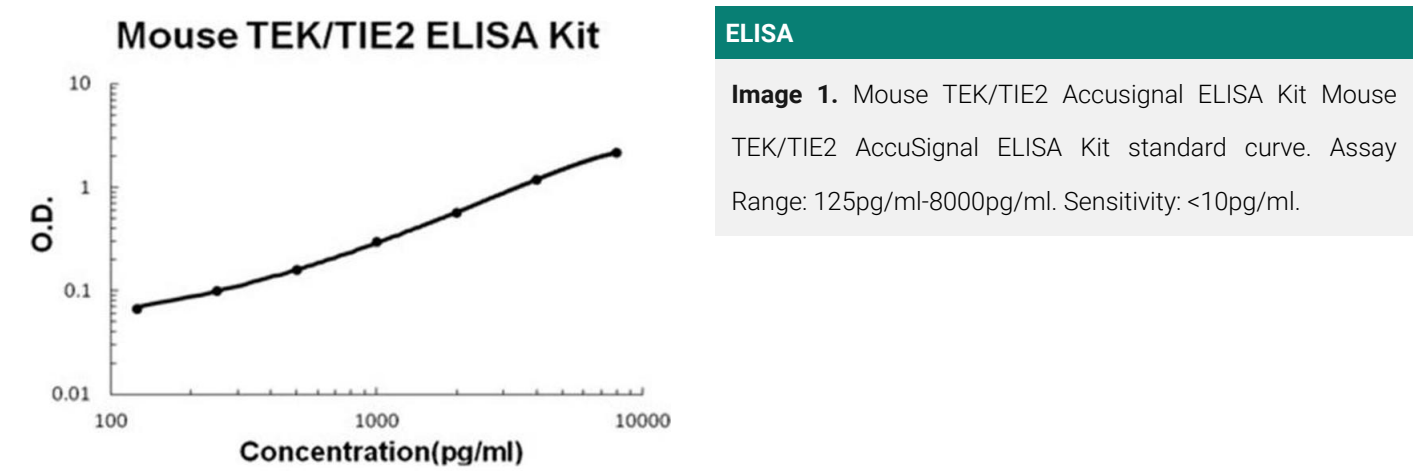 Mouse TEK/TIE2 ELISA Kit
10
1
0.1
0.01
O.D.
100
1000
10000
Concentration(pg/ml)
ELISA
Image 1. Mouse TEK/TIE2 Accusignal ELISA Kit Mouse
TEK/TIE2 AccuSignal ELISA Kit standard curve. Assay
Range: 125pg/ml-8000pg/ml. Sensitivity: <10pg/ml.